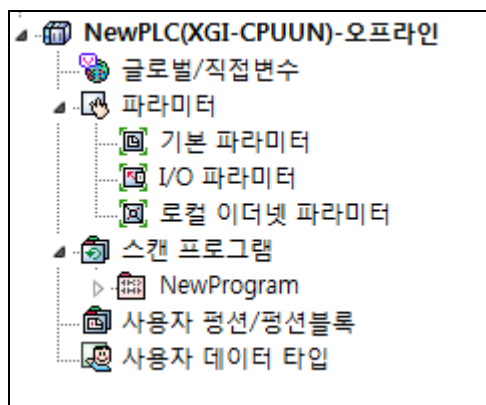 NewPLC(XGI-CPUUN)-오프라인
글로벌/직접변수
파라미터
기본 파라미터
I/O 파라미터
로컬 이더넷 파라미터
스캔 프로그램
NewProgram
사용자 펑션/펑션블록
사용자 데이터 타입